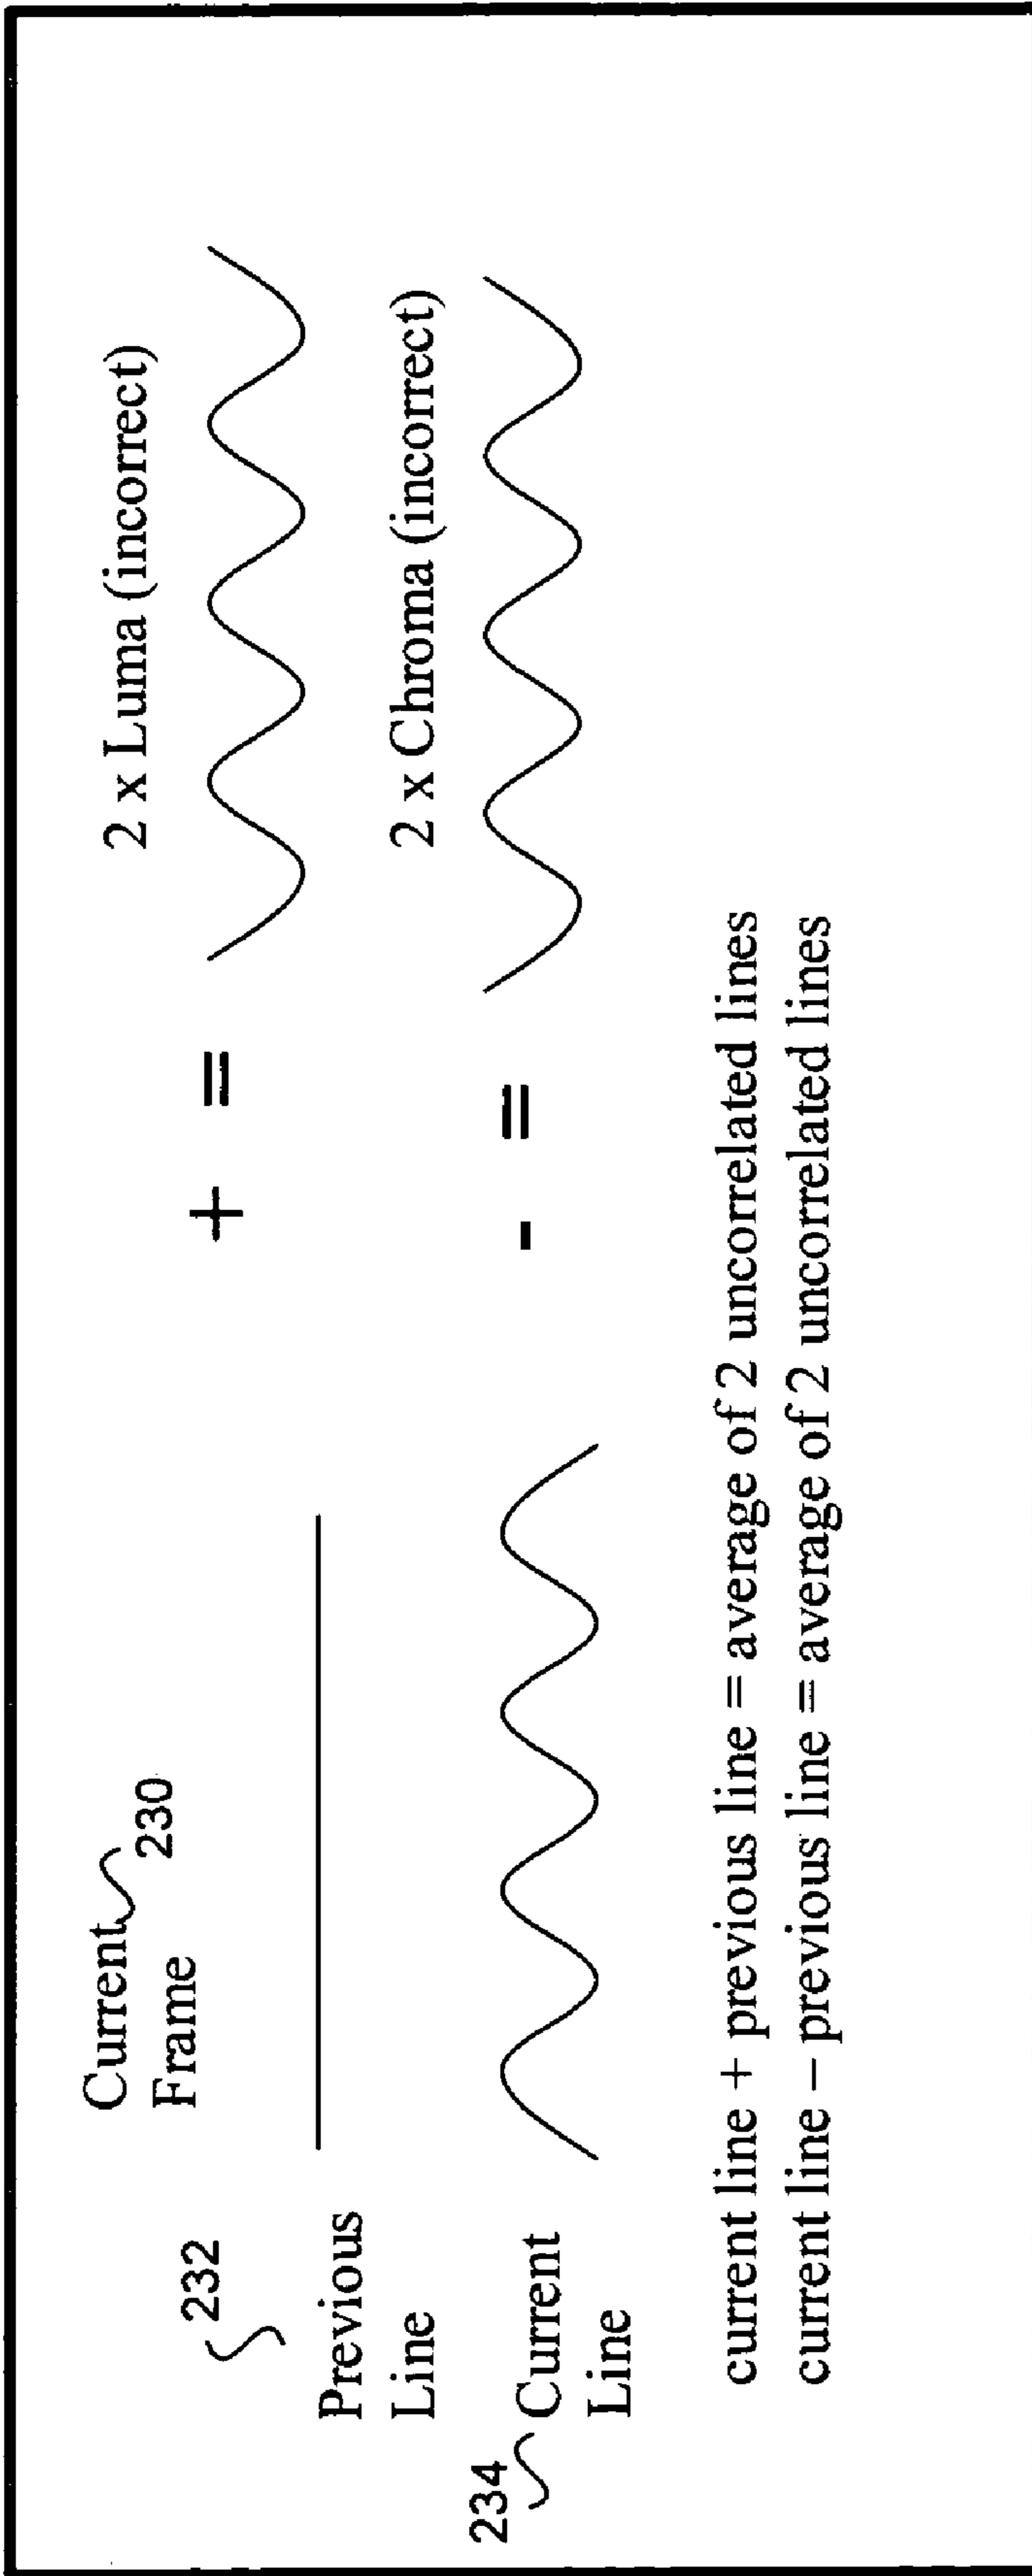 Current
Frame
230
232
Previous
Line
234
Current
Line
+ =
2 x Luma (incorrect)
- =
2 x Chroma (incorrect)
current line + previous line = average of 2 uncorrelated lines
current line – previous line = average of 2 uncorrelated lines